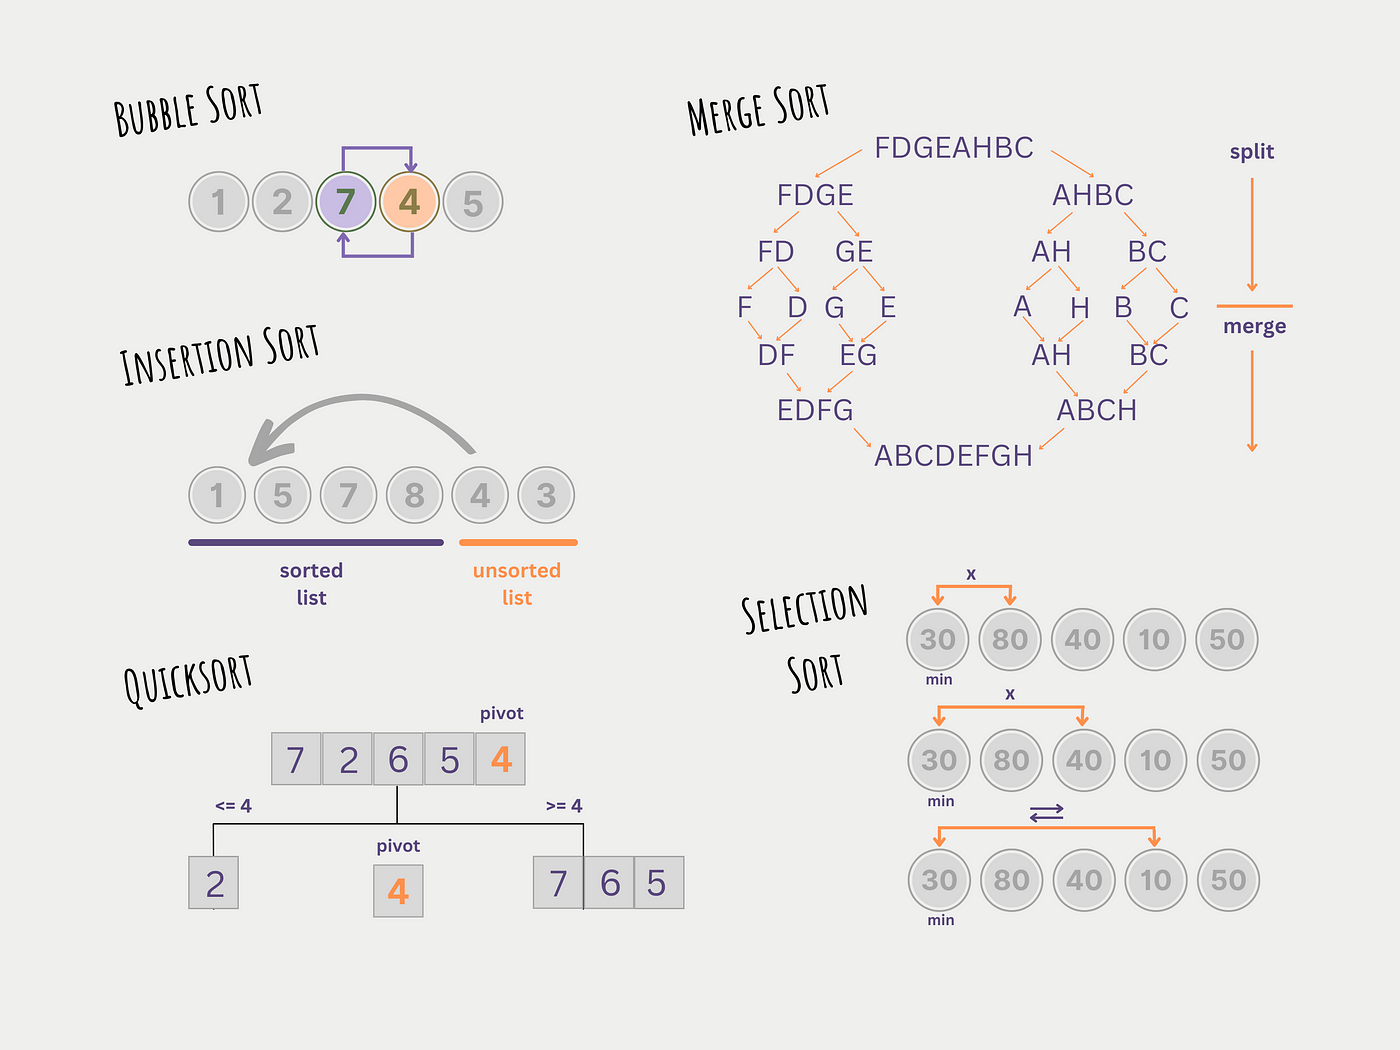 Bubble Sort
1 2 7 4 5
Insertion Sort
1 5 7 8 4 3
sorted
list
unsorted
list
Quicksort
pivot
7 2 6 5 4
<= 4
>= 4
pivot
2
4
7 6 5
Merge Sort
FDGEAHBC
FDGE AHBC
FD GE AH BC
F D G E A H B C
DF EG AH BC
EDFG ABCH
ABCDEFGH
split
merge
Selection
Sort
x
30 80 40 10 50
min
x
30 80 40 10 50
min
30 80 40 10 50
min